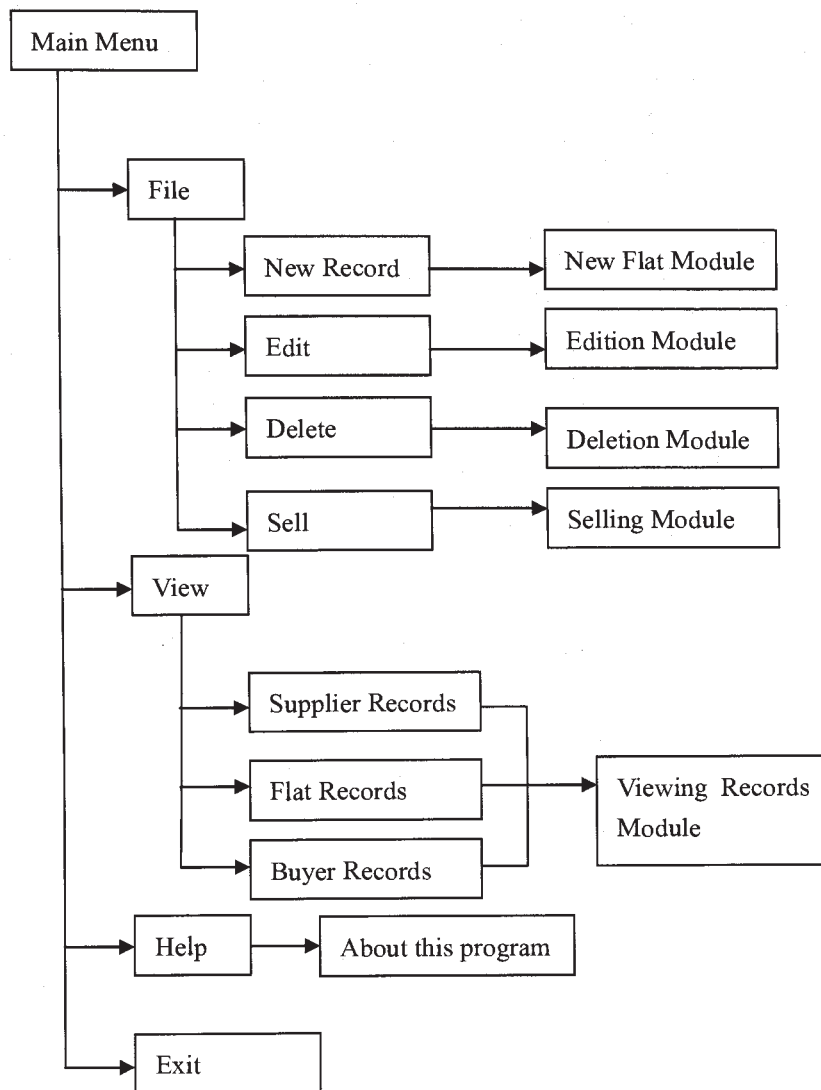 Main Menu
File
New Record
New Flat Module
Edit
Edition Module
Delete
Deletion Module
Sell
Selling Module
View
Supplier Records
Flat Records
Viewing Records
Module
Buyer Records
Help
About this program
Exit